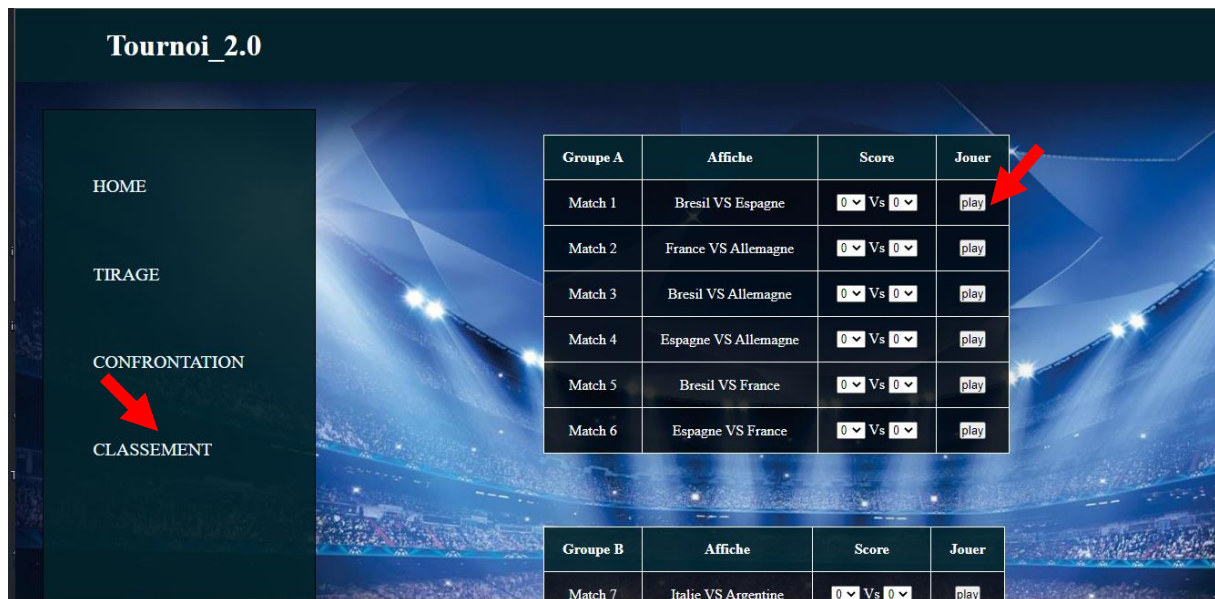 Tournoi_2.0
HOME
TIRAGE
CONFRONTATION
CLASSEMENT
Groupe A Affiche Score Jouer
Match 1 Bresil VS Espagne 0 Vs 0 play
Match 2 France VS Allemagne 0 Vs 0 play
Match 3 Bresil VS Allemagne 0 Vs 0 play
Match 4 Espagne VS Allemagne 0 Vs 0 play
Match 5 Bresil VS France 0 Vs 0 play
Match 6 Espagne VS France 0 Vs 0 play
Groupe B Affiche Score Jouer
Match 7 Italie VS Argentine 0 Vs 0 play